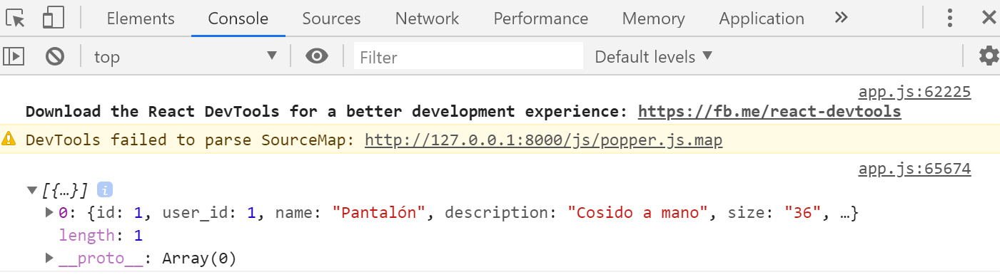 Elements Console Sources Network Performance Memory Application »
top Filter Default levels
app.js:62225
Download the React DevTools for a better development experience: https://fb.me/react-devtools
DevTools failed to parse SourceMap: http://127.0.0.1:8000/js/popper.js.map
app.js:65674
[{…}] i
0: {id: 1, user_id: 1, name: "Pantalón", description: "Cosido a mano", size: "36", …}
length: 1
__proto__: Array(0)